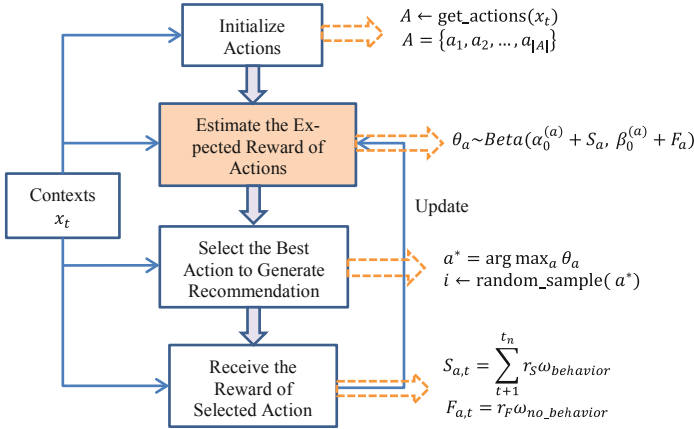 Initialize
Actions
A ← get_actions(x_t)
A = {a_1, a_2, …, a_|A|}
Estimate the Ex-
pected Reward of
Actions
θ_a~Beta(α_0^(a) + S_a, β_0^(a) + F_a)
Contexts
x_t
Update
Select the Best
Action to Generate
Recommendation
a* = arg max_a θ_a
i ← random_sample( a*)
Receive the
Reward of
Selected Action
S_a,t = ∑_{t+1}^{t_n} r_S ω_behavior
F_a,t = r_F ω_no_behavior